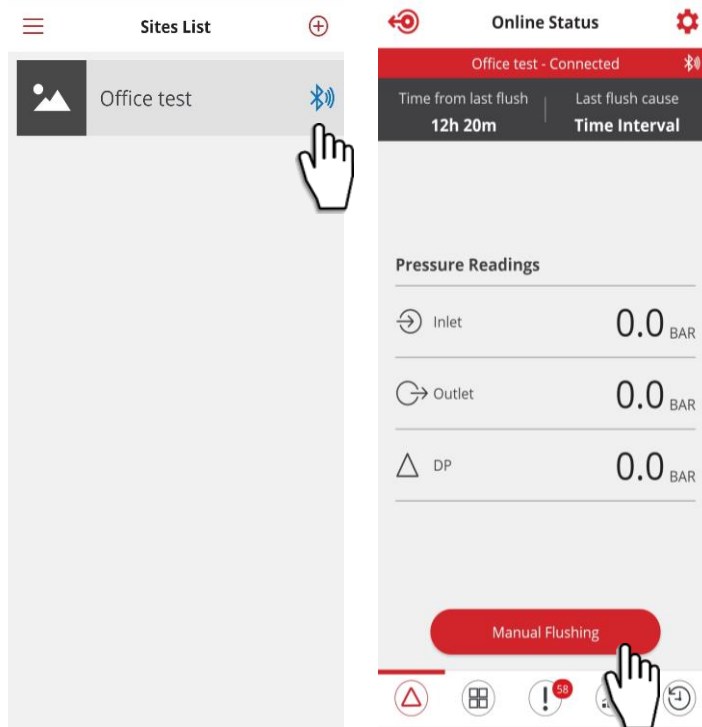 Sites List
Office test
Online Status
Office test - Connected
Time from last flush
Last flush cause
12h 20m
Time Interval
Pressure Readings
Inlet
0.0 BAR
Outlet
0.0 BAR
DP
0.0 BAR
Manual Flushing
58